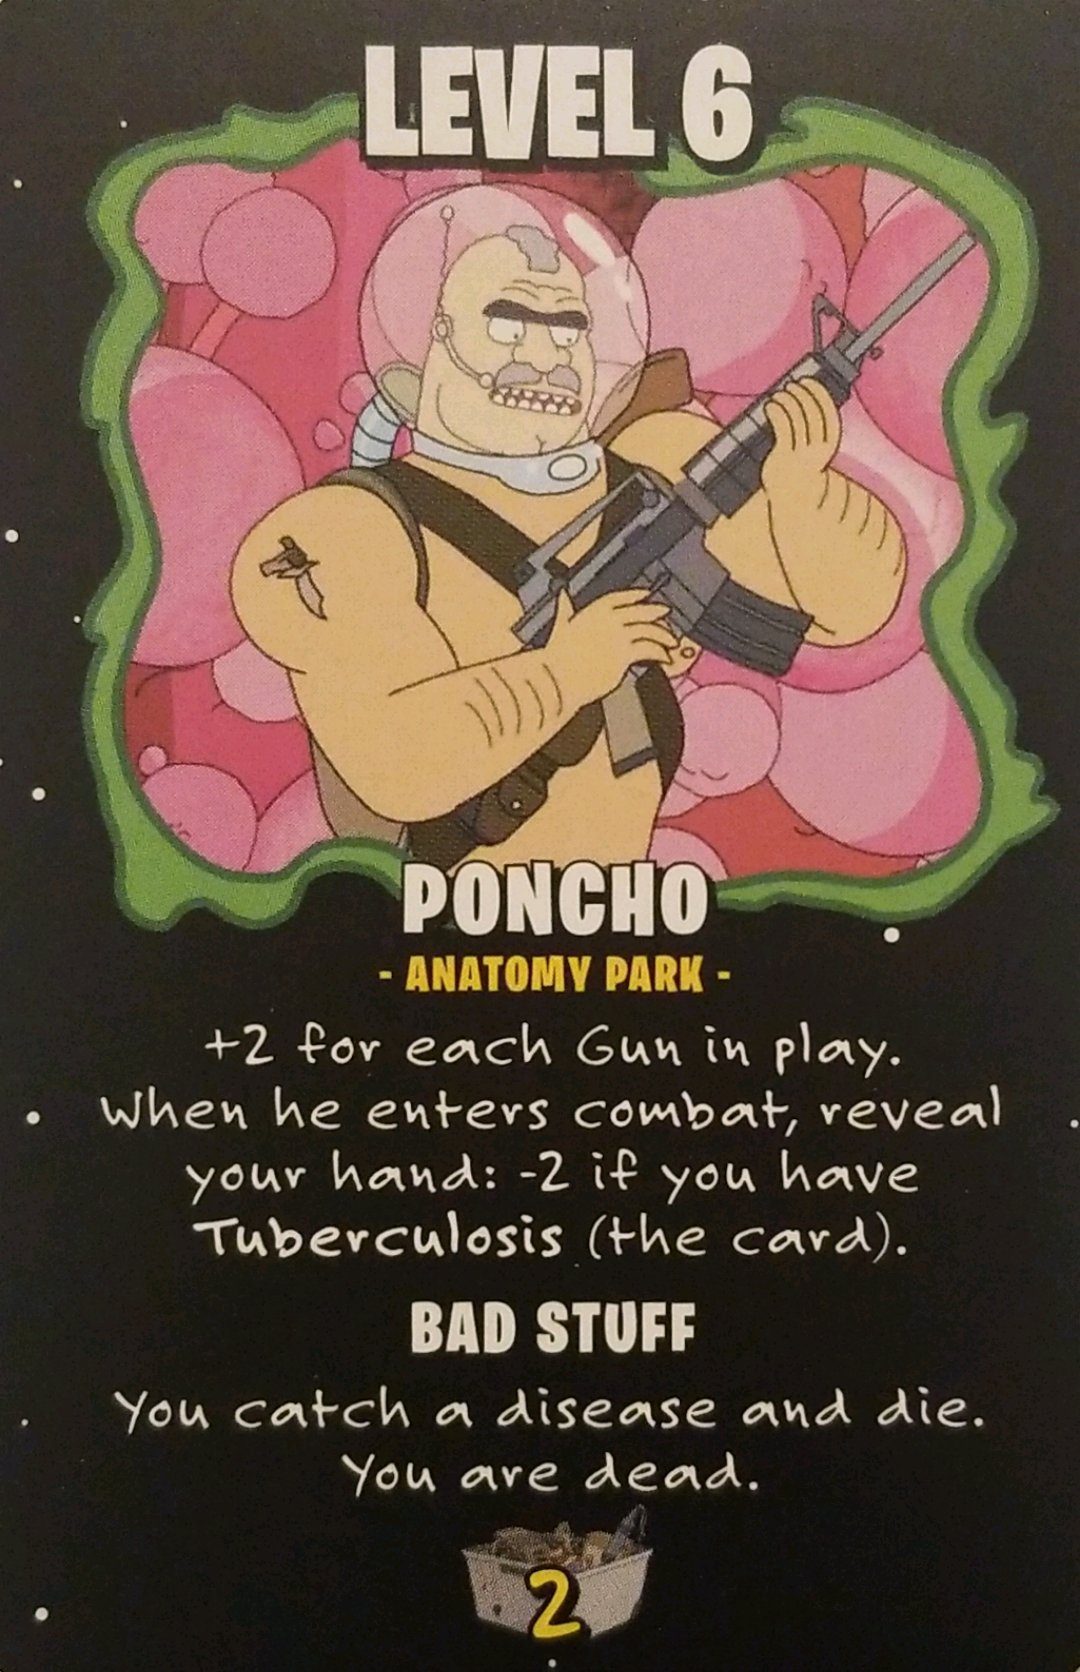 LEVEL 6
PONCHO
- ANATOMY PARK -
+2 for each Gun in play.
When he enters combat, reveal
your hand: -2 if you have
Tuberculosis (the card).
BAD STUFF
You catch a disease and die.
You are dead.
2